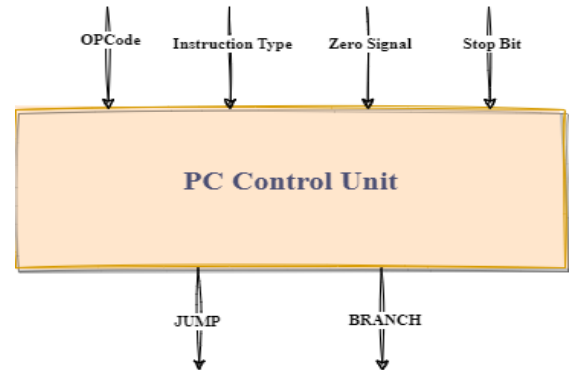 OPCode
Instruction Type
Zero Signal
Stop Bit
PC Control Unit
JUMP
BRANCH